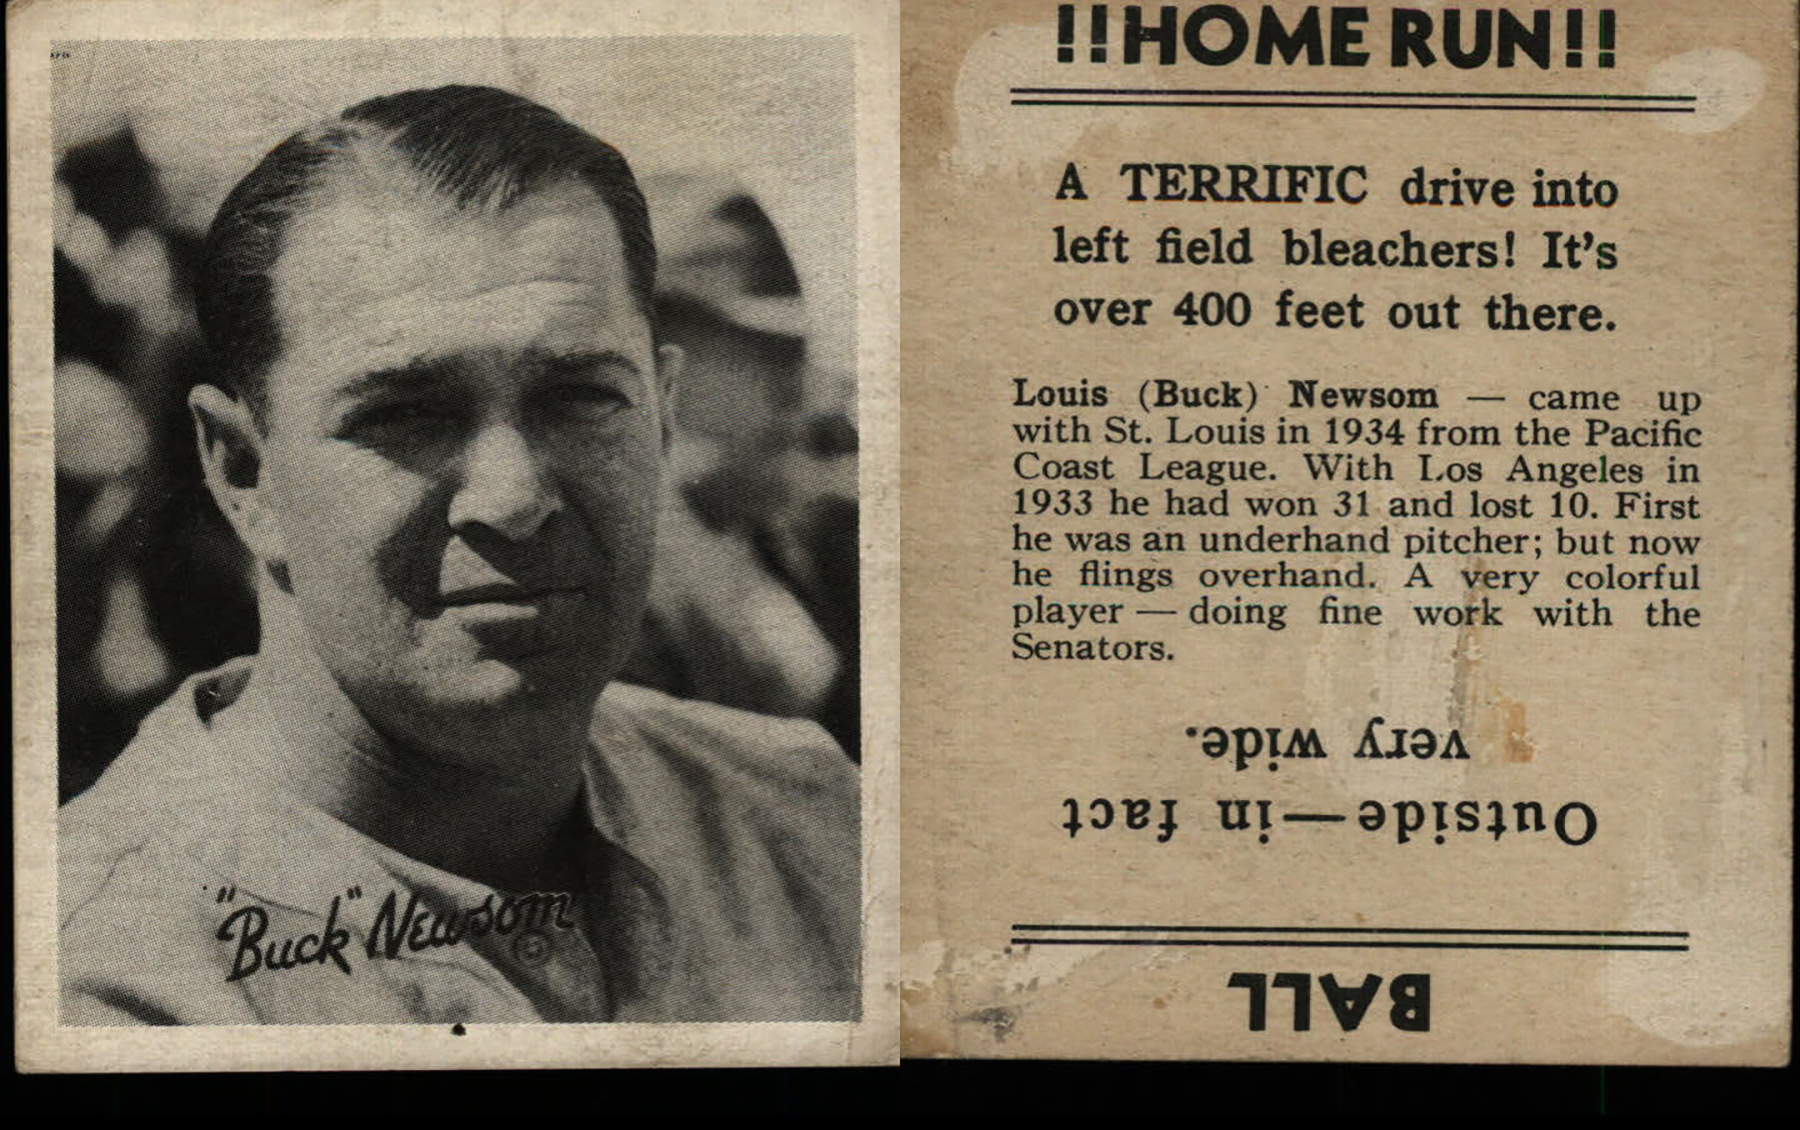 "Buck" Newsom
!!HOME RUN!!
A TERRIFIC drive into
left field bleachers! It's
over 400 feet out there.
Louis (Buck) Newsom — came up
with St. Louis in 1934 from the Pacific
Coast League. With Los Angeles in
1933 he had won 31 and lost 10. First
he was an underhand pitcher; but now
he flings overhand. A very colorful
player — doing fine work with the
Senators.
BALL
Outside—in fact
very wide.